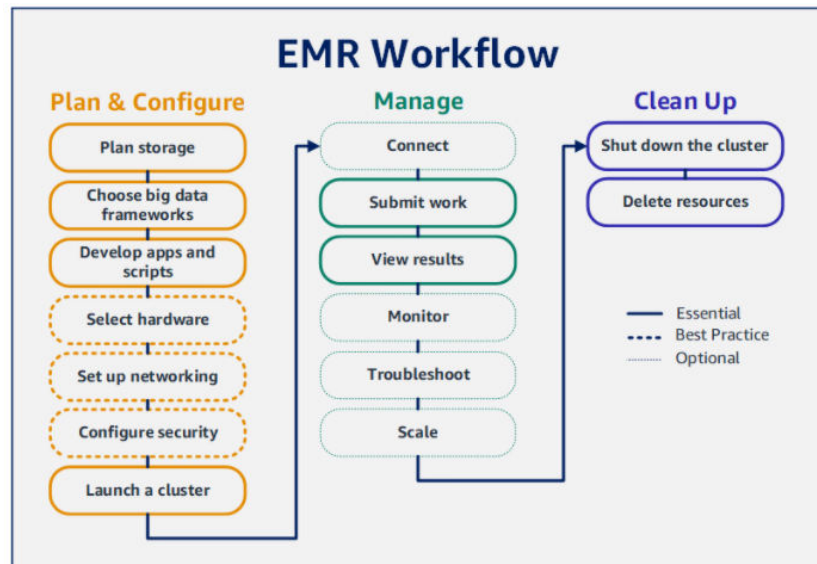 EMR Workflow
Plan & Configure
Plan storage
Choose big data
frameworks
Develop apps and
scripts
Select hardware
Set up networking
Configure security
Launch a cluster
Manage
Connect
Submit work
View results
Monitor
Troubleshoot
Scale
Clean Up
Shut down the cluster
Delete resources
Essential
Best Practice
Optional